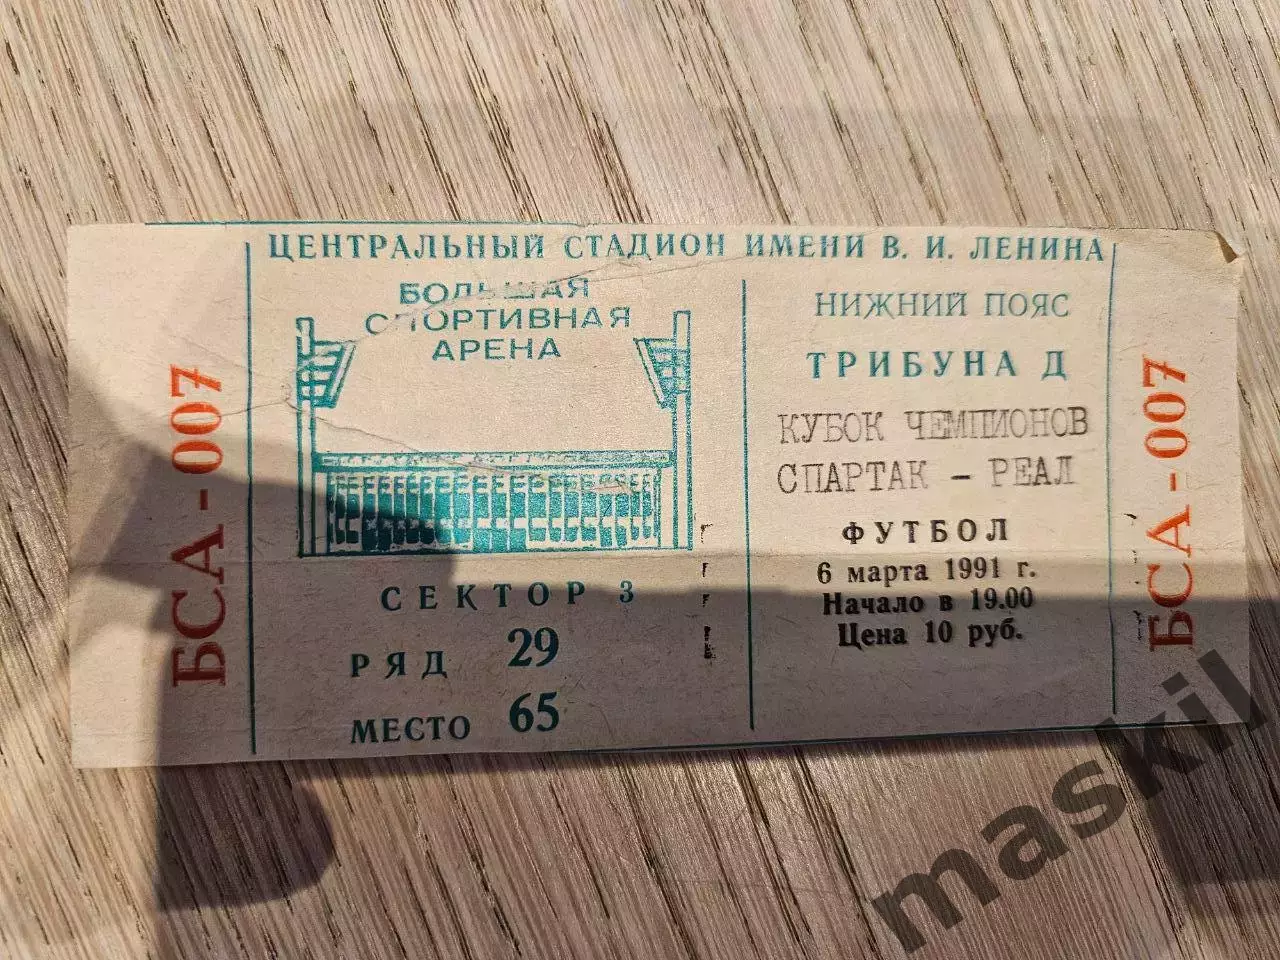 ЦЕНТРАЛЬНЫЙ СТАДИОН ИМЕНИ В. И. ЛЕНИНА
БСА - 007
БОЛЬШАЯ
СПОРТИВНАЯ
АРЕНА
СЕКТОР 3
РЯД 29
МЕСТО 65
НИЖНИЙ ПОЯС
ТРИБУНА Д
КУБОК ЧЕМПИОНОВ
СПАРТАК - РЕАЛ
ФУТБОЛ
6 марта 1991 г.
Начало в 19.00
Цена 10 руб.
БСА - 007
maskil